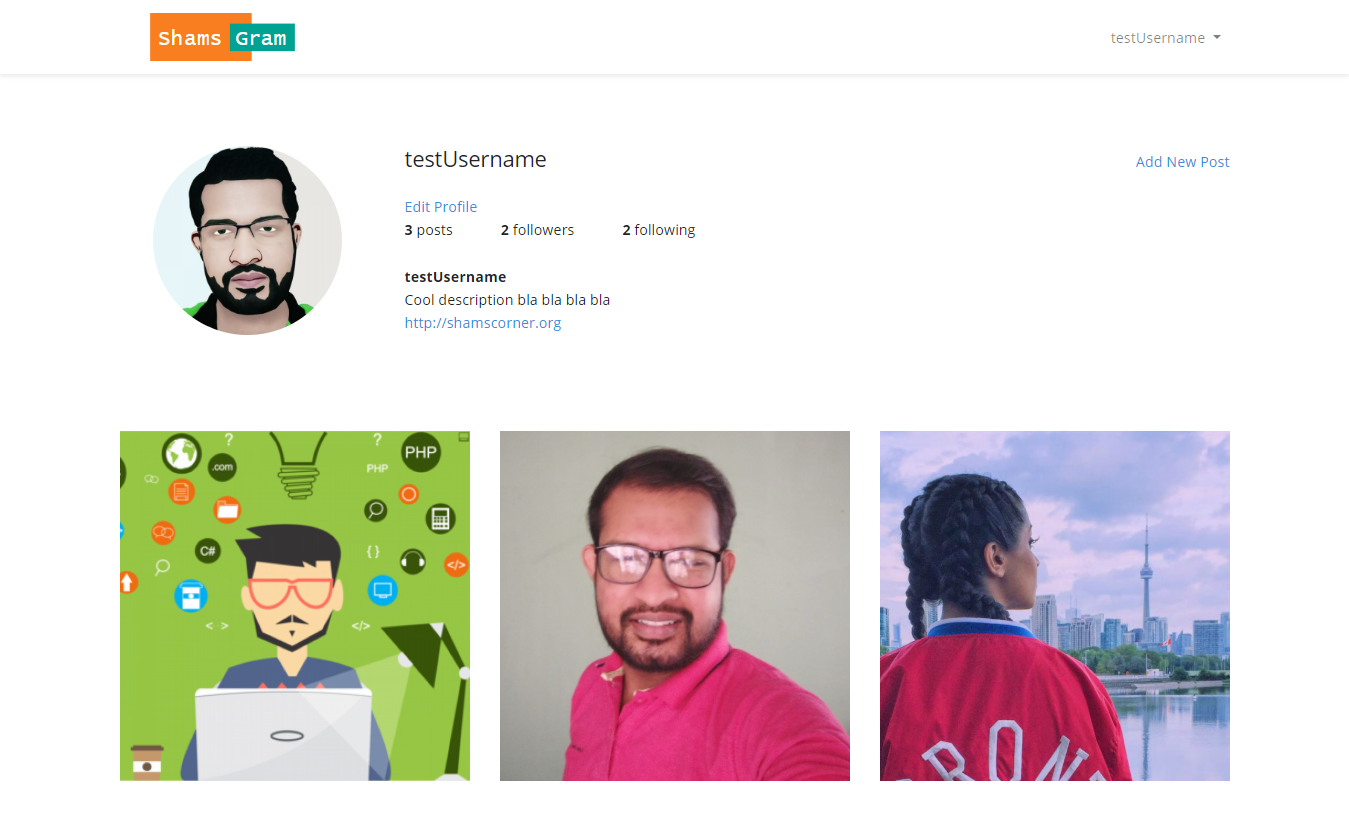 Shams Gram
testUsername
testUsername
Add New Post
Edit Profile
3 posts 2 followers 2 following
testUsername
Cool description bla bla bla bla
http://shamscorner.org
?
?
PHP
.com
PHP
C#
{ }
</>
< >
</>
RON